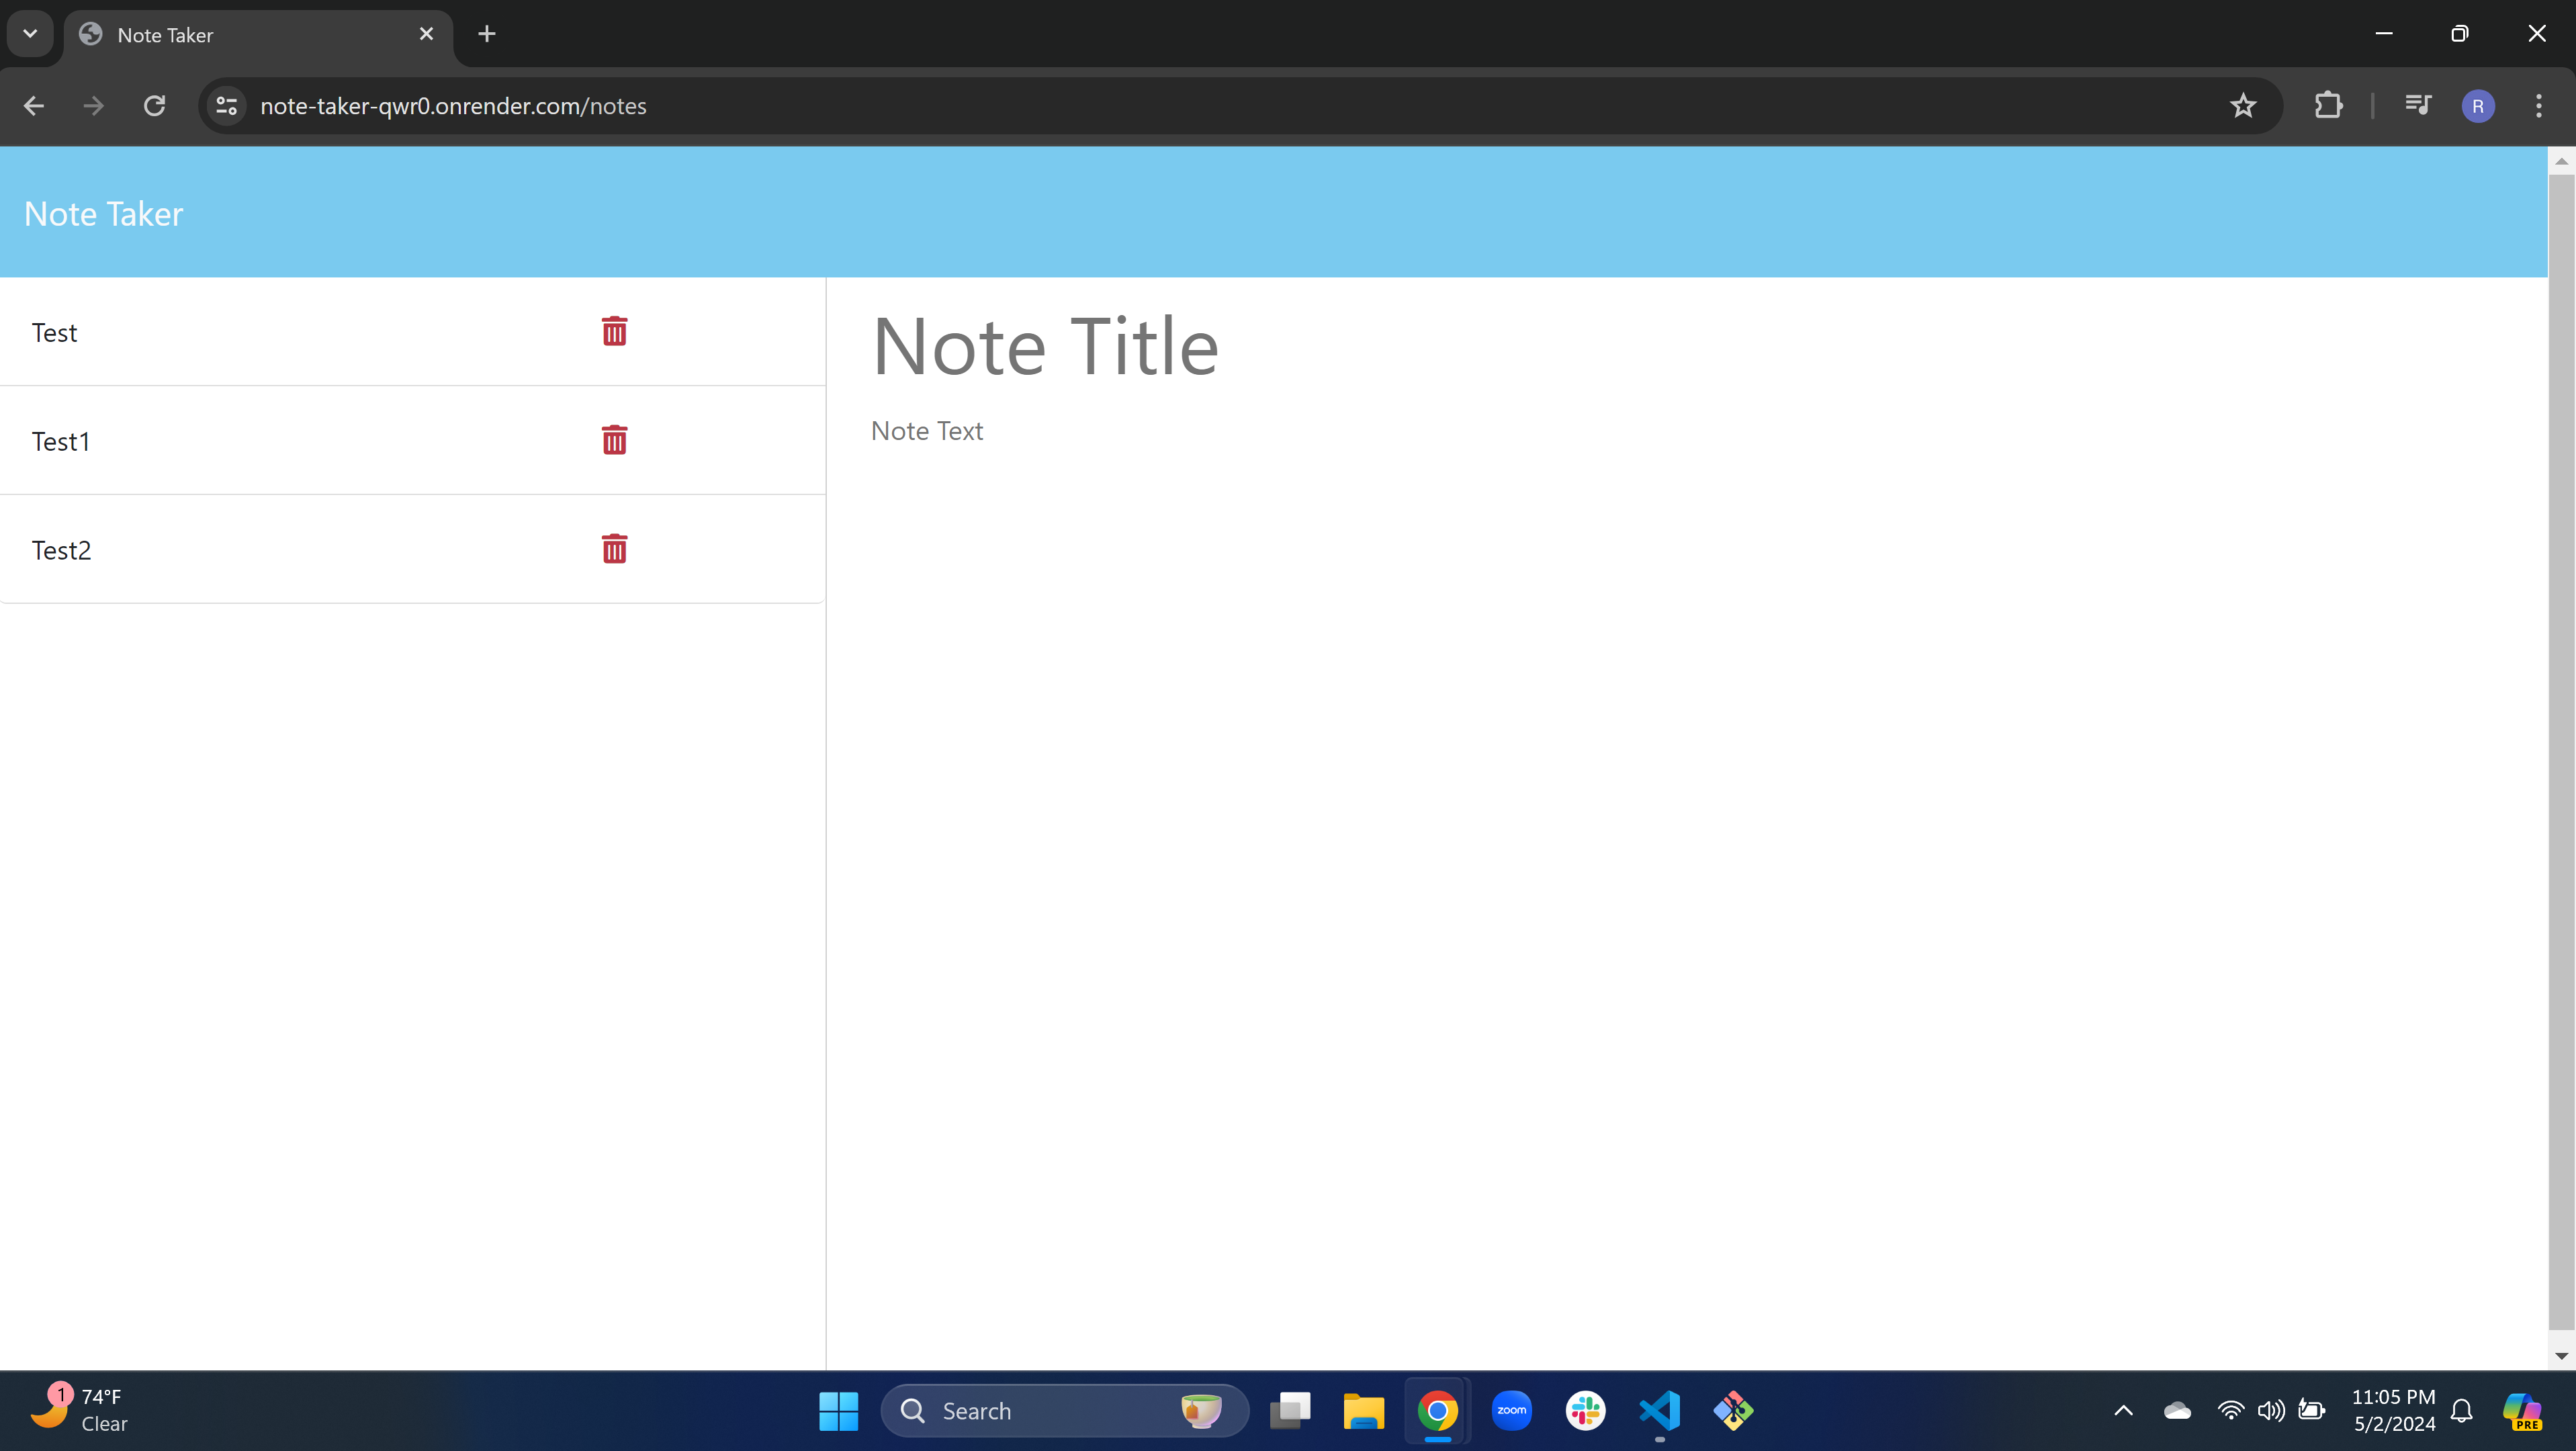 Note Taker
note-taker-qwr0.onrender.com/notes
R
Note Taker
Test
Test1
Test2
Note Title
Note Text
1
74°F
Clear
Search
zoom
11:05 PM
5/2/2024
PRE